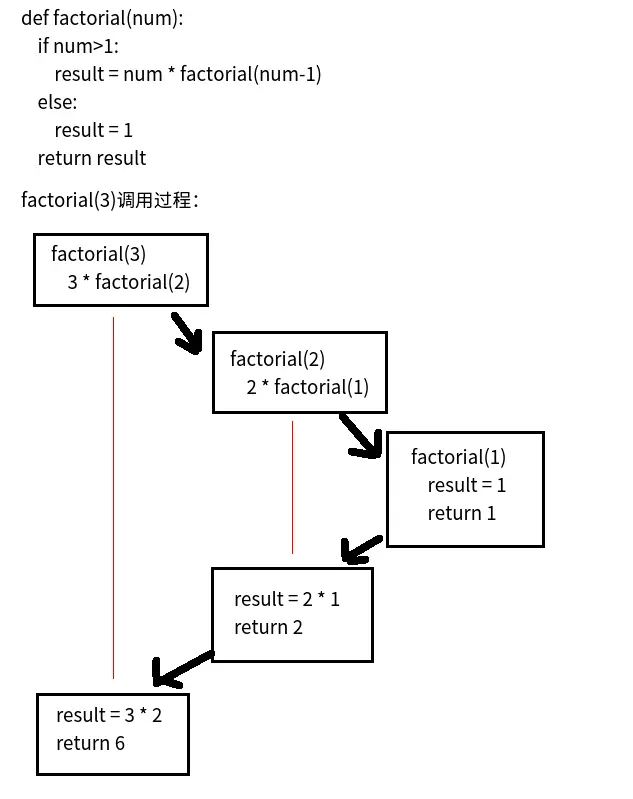 def factorial(num):
if num>1:
result = num * factorial(num-1)
else:
result = 1
return result
factorial(3)调用过程：
factorial(3)
3 * factorial(2)
factorial(2)
2 * factorial(1)
factorial(1)
result = 1
return 1
result = 2 * 1
return 2
result = 3 * 2
return 6